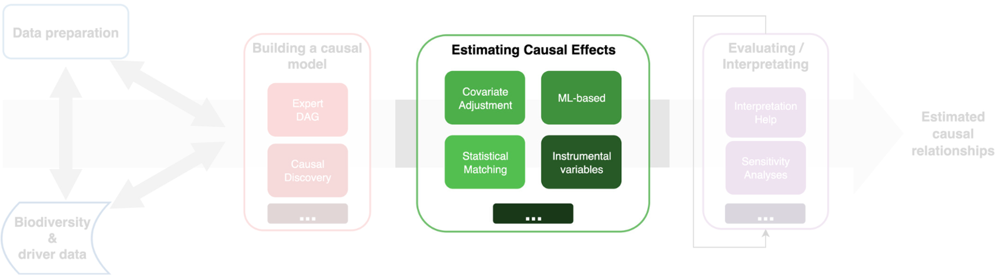 Data preparation
Biodiversity
&
driver data
Building a causal
model
Expert
DAG
Causal
Discovery
...
Estimating Causal Effects
Covariate
Adjustment
ML-based
Statistical
Matching
Instrumental
variables
...
Evaluating /
Interpretating
Interpretation
Help
Sensitivity
Analyses
...
Estimated
causal
relationships